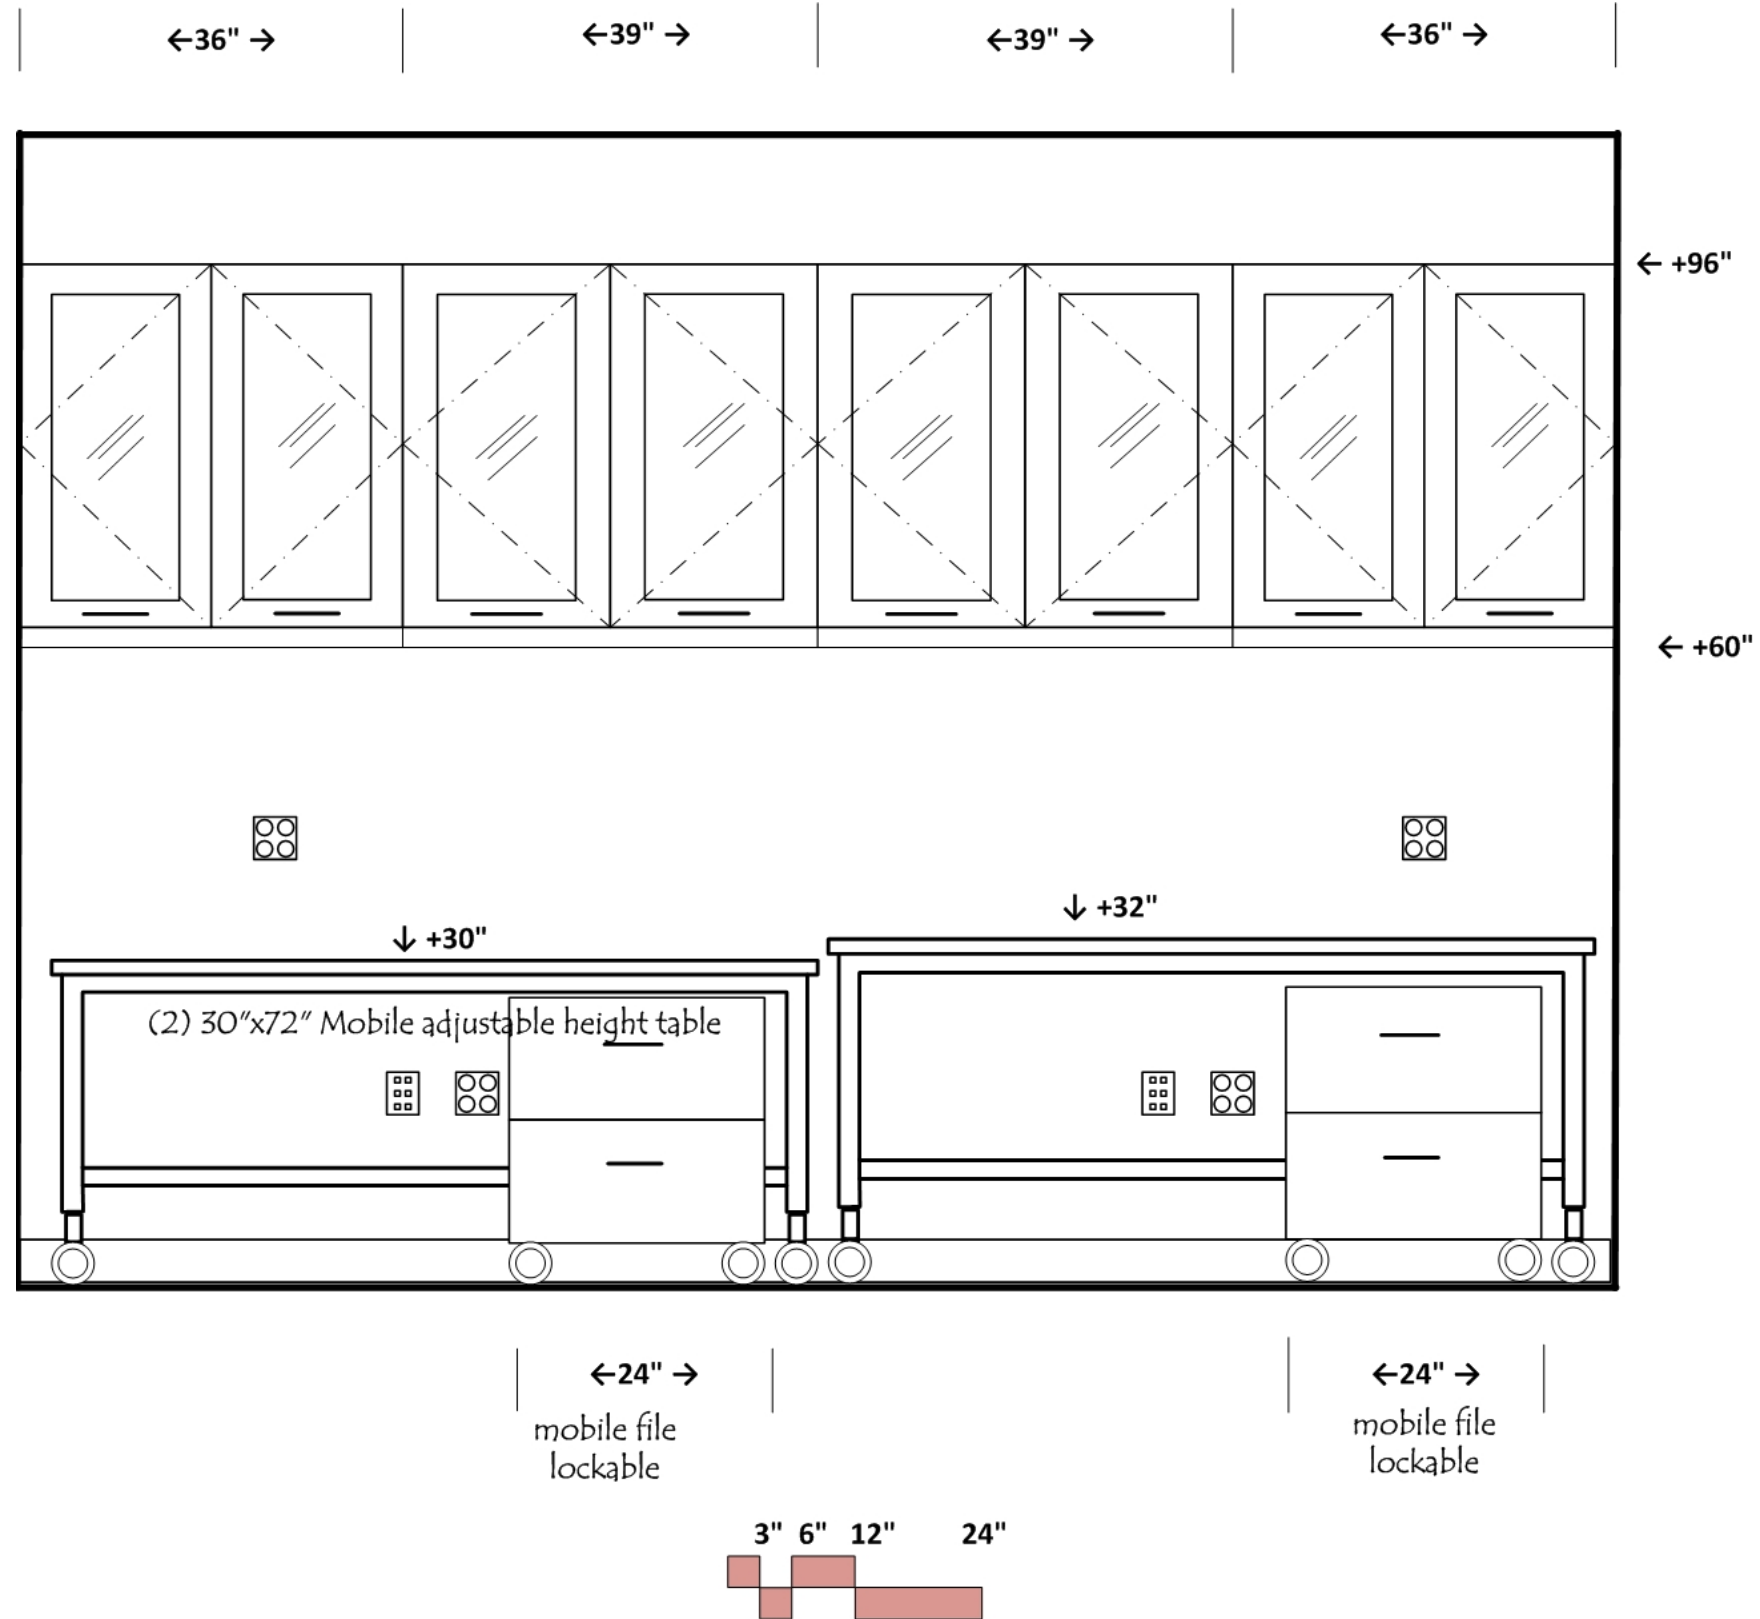 ←36" → ←39" → ←39" → ←36" →
← +96"
← +60"
↓ +32"
↓ +30"
(2) 30"x72" Mobile adjustable height table
←24" → ←24" →
mobile file
lockable
mobile file
lockable
3" 6" 12" 24"